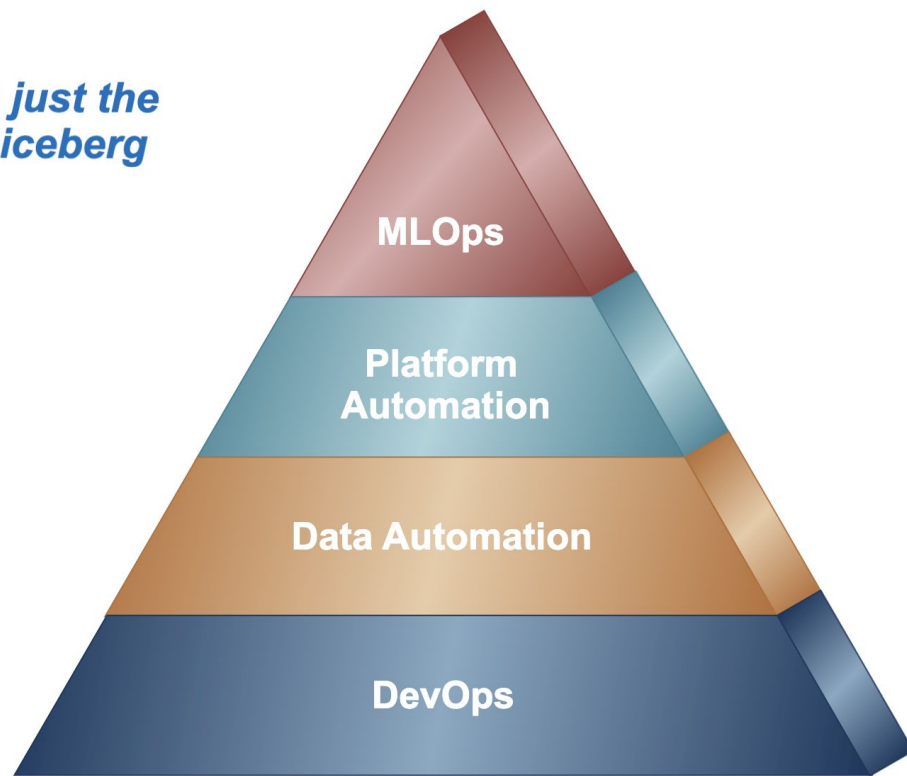 just the
iceberg
MLOps
Platform
Automation
Data Automation
DevOps